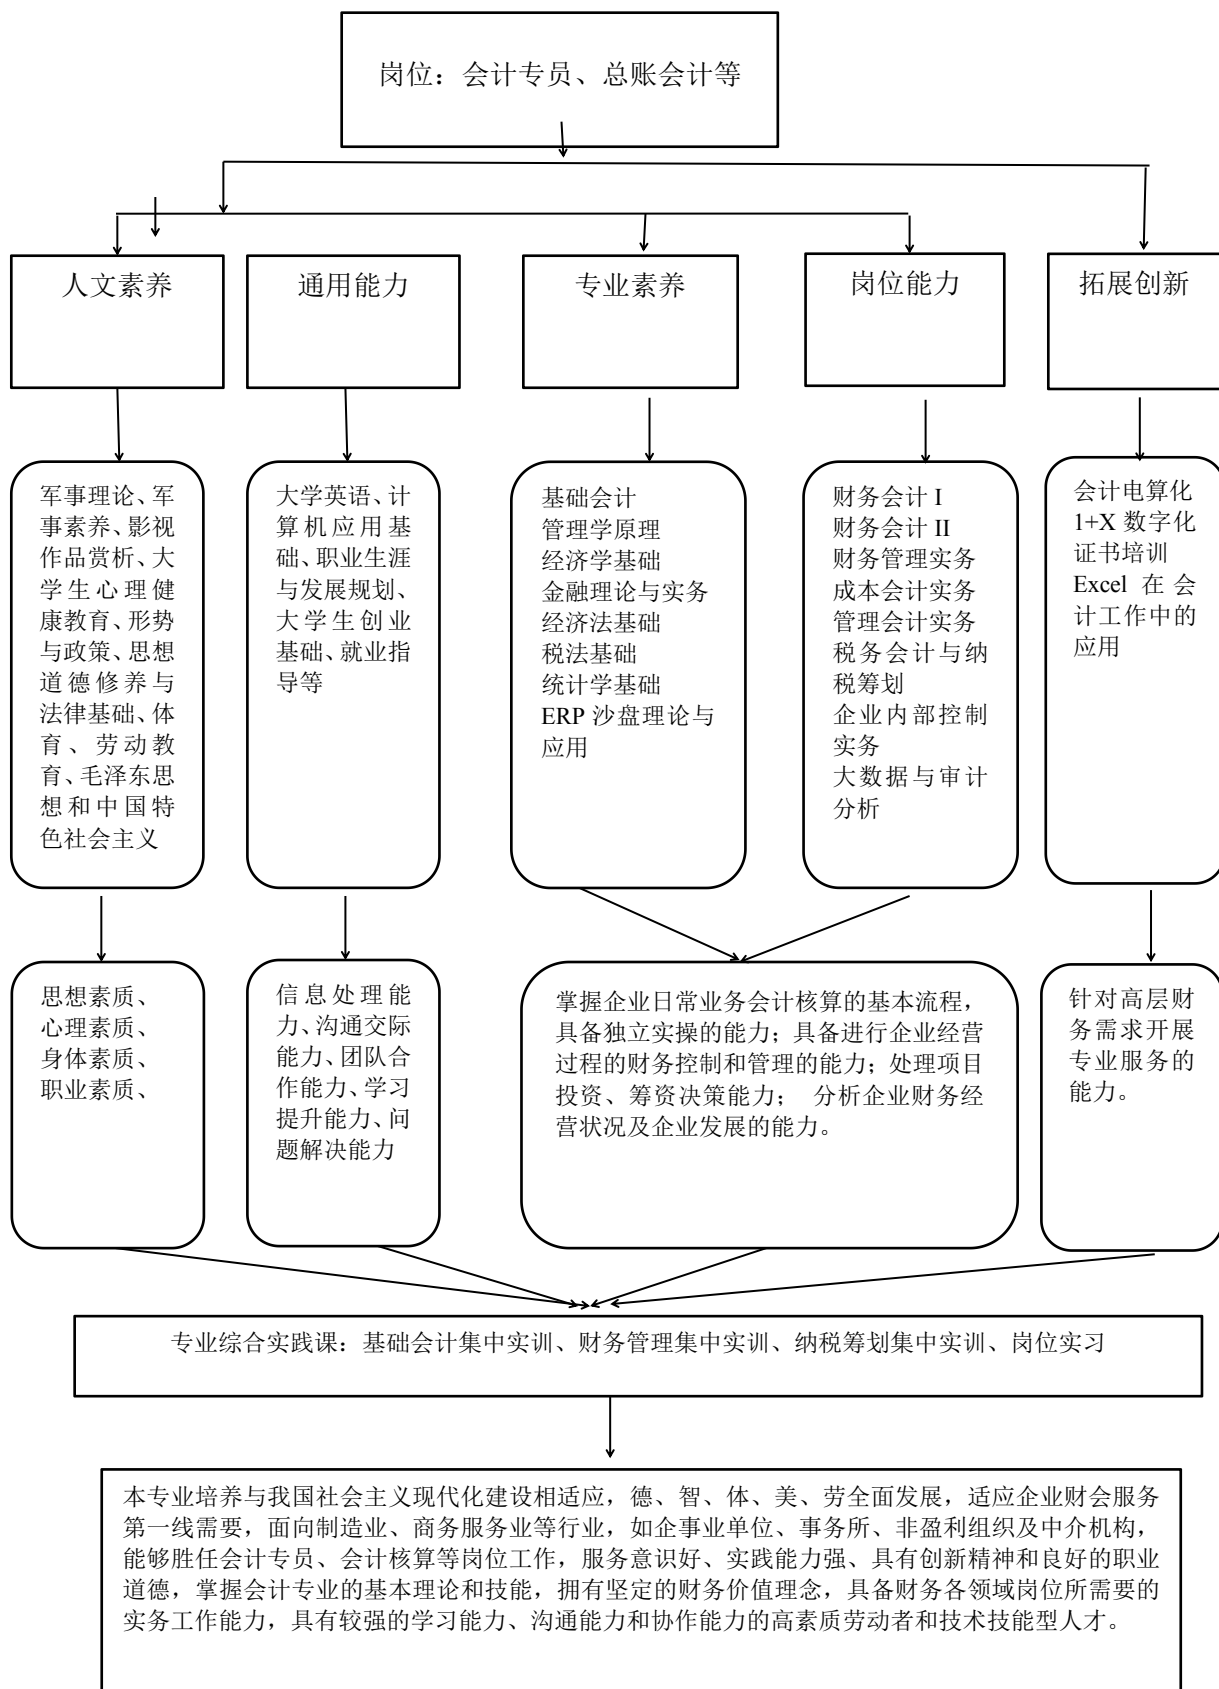 岗位：会计专员、总账会计等
人文素养
通用能力
专业素养
岗位能力
拓展创新
军事理论、军
事素养、影视
作品赏析、大
学生心理健
康教育、形势
与政策、思想
道德修养与
法律基础、体
育、劳动教
育、毛泽东思
想和中国特
色社会主义
大学英语、计
算机应用基
础、职业生涯
与发展规划、
大学生创业
基础、就业指
导等
基础会计
管理学原理
经济学基础
金融理论与实务
经济法基础
税法基础
统计学基础
ERP 沙盘理论与
应用
财务会计 I
财务会计 II
财务管理实务
成本会计实务
管理会计实务
税务会计与纳
税筹划
企业内部控制
实务
大数据与审计
分析
会计电算化
1+X 数字化
证书培训
Excel 在会
计工作中的
应用
思想素质、
心理素质、
身体素质、
职业素质、
信息处理能
力、沟通交际
能力、团队合
作能力、学习
提升能力、问
题解决能力
掌握企业日常业务会计核算的基本流程，
具备独立实操的能力；具备进行企业经营
过程的财务控制和管理的能力；处理项目
投资、筹资决策能力； 分析企业财务经
营状况及企业发展的能力。
针对高层财
务需求开展
专业服务的
能力。
专业综合实践课：基础会计集中实训、财务管理集中实训、纳税筹划集中实训、岗位实习
本专业培养与我国社会主义现代化建设相适应，德、智、体、美、劳全面发展，适应企业财会服务
第一线需要，面向制造业、商务服务业等行业，如企事业单位、事务所、非盈利组织及中介机构，
能够胜任会计专员、会计核算等岗位工作，服务意识好、实践能力强、具有创新精神和良好的职业
道德，掌握会计专业的基本理论和技能，拥有坚定的财务价值理念，具备财务各领域岗位所需要的
实务工作能力，具有较强的学习能力、沟通能力和协作能力的高素质劳动者和技术技能型人才。